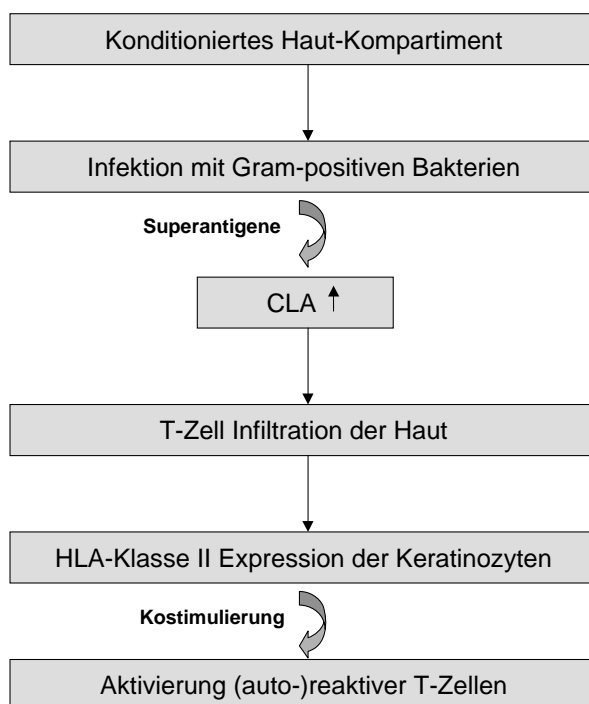 Konditioniertes Haut-Kompartiment
Infektion mit Gram-positiven Bakterien
Superantigene
CLA ↑
T-Zell Infiltration der Haut
HLA-Klasse II Expression der Keratinozyten
Kostimulierung
Aktivierung (auto-)reaktiver T-Zellen